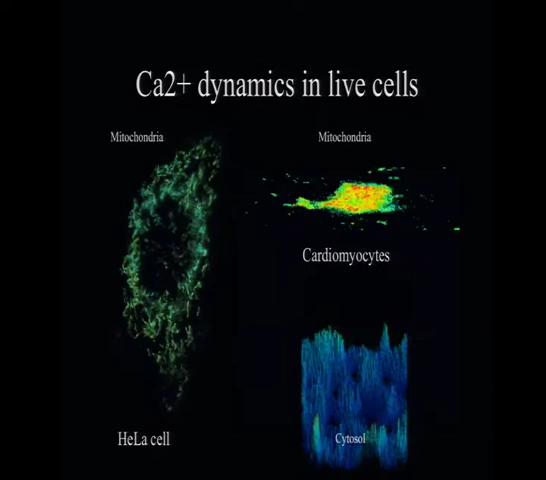 Ca2+ dynamics in live cells
Mitochondria
Mitochondria
Cardiomyocytes
HeLa cell
Cytosol